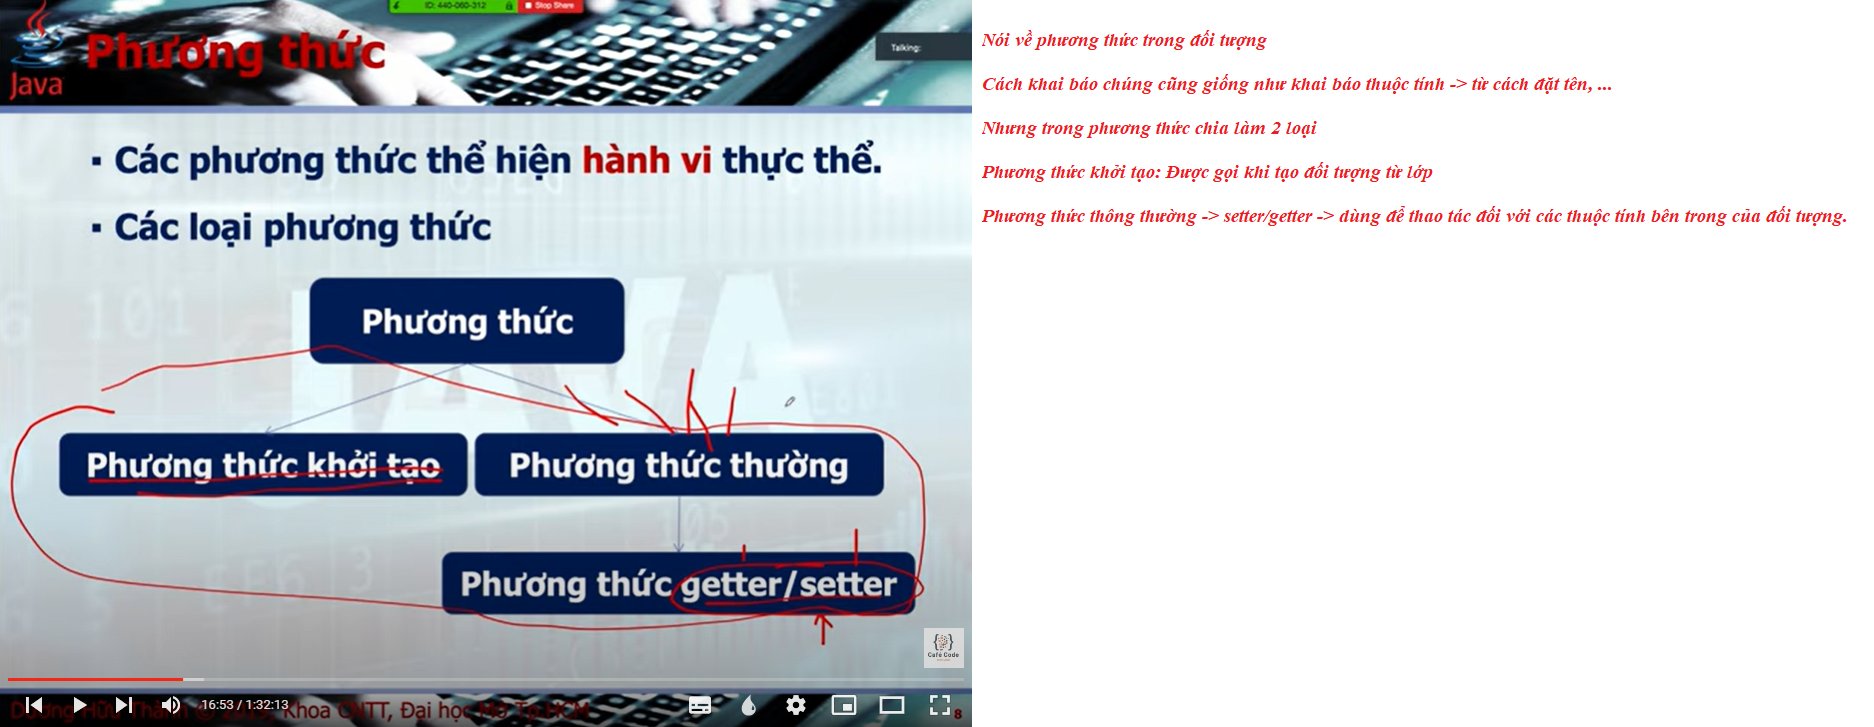 ID: 440-060-312
Stop Share
Talking:
Java
Phương thức
▪ Các phương thức thể hiện hành vi thực thể.
▪ Các loại phương thức
Phương thức
Phương thức khởi tạo
Phương thức thường
Phương thức getter/setter
Café Code
16:53 / 1:32:13
Khoa CNTT, Đại học Mở Tp.HCM
8
Nói về phương thức trong đối tượng
Cách khai báo chúng cũng giống như khai báo thuộc tính -> từ cách đặt tên, ...
Nhưng trong phương thức chia làm 2 loại
Phương thức khởi tạo: Được gọi khi tạo đối tượng từ lớp
Phương thức thông thường -> setter/getter -> dùng để thao tác đối với các thuộc tính bên trong của đối tượng.